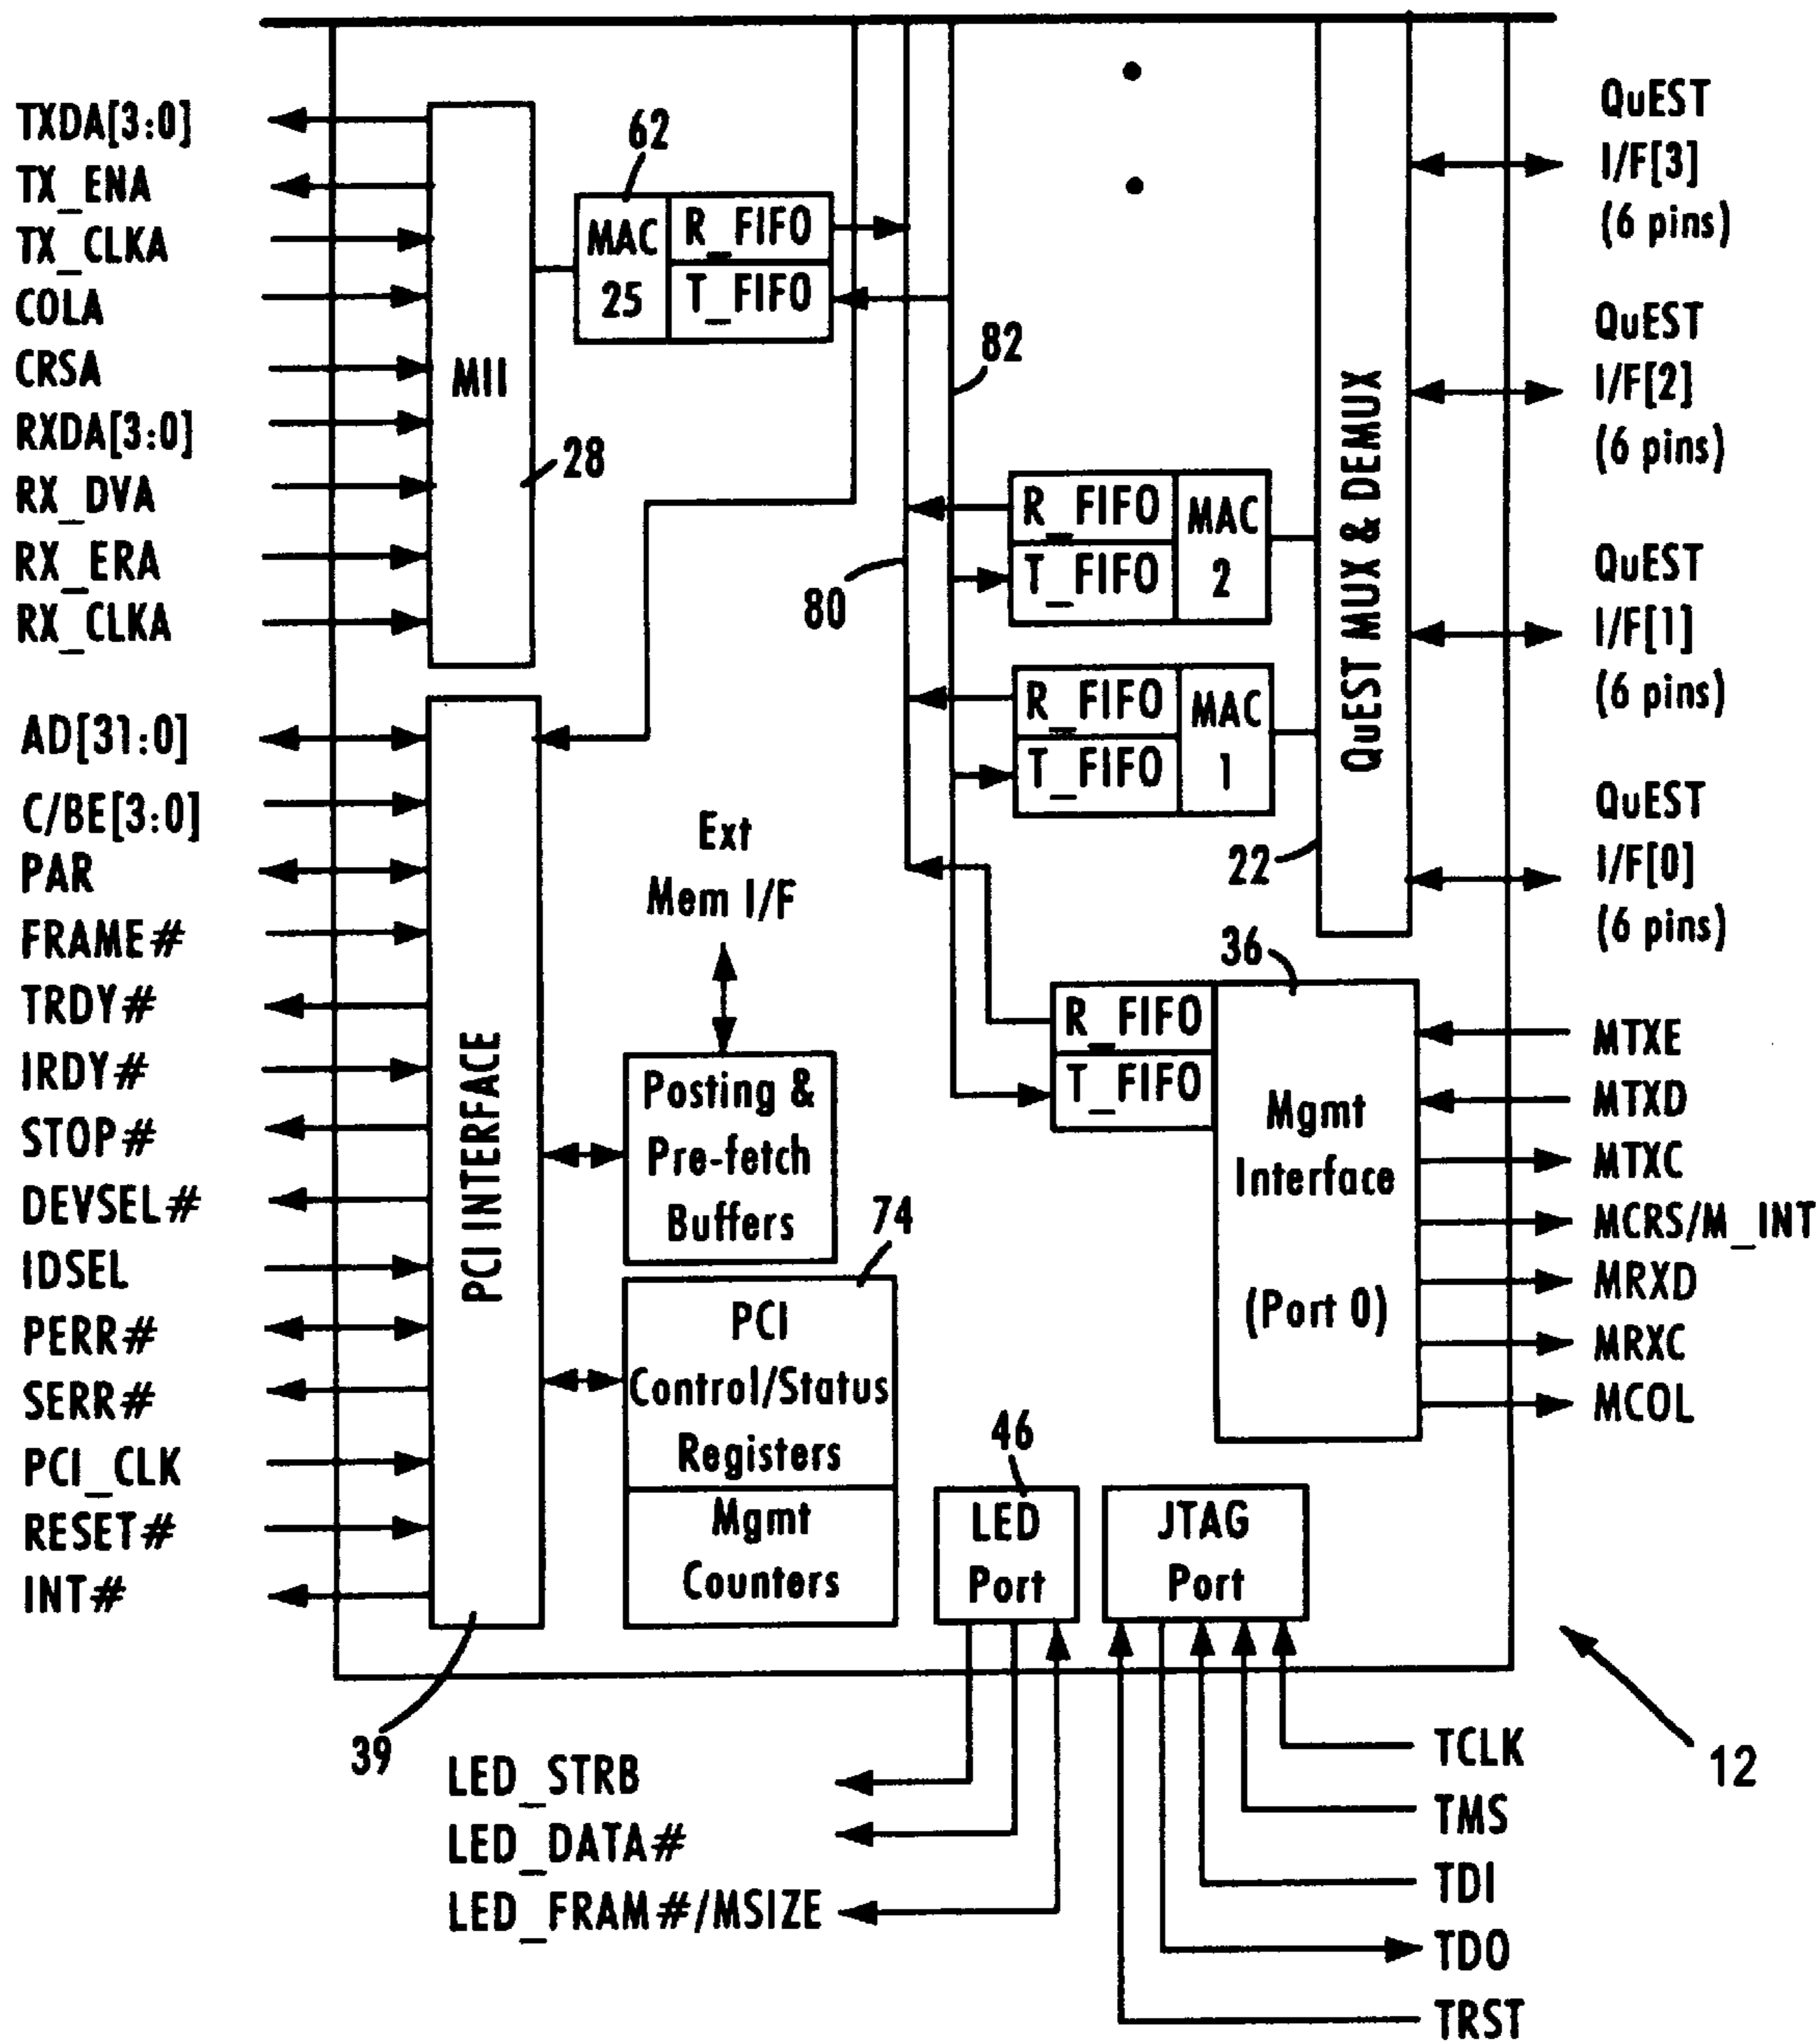 TXDA[3:0]
TX_ENA
TX_CLKA
COLA
CRSA
RXDA[3:0]
RX_DVA
RX_ERA
RX_CLKA
MII
28
62
MAC
25
R_FIFO
T_FIFO
82
80
R_FIFO
T_FIFO
MAC
2
R_FIFO
T_FIFO
MAC
1
QuEST MUX & DEMUX
22
QuEST
I/F[3]
(6 pins)
QuEST
I/F[2]
(6 pins)
QuEST
I/F[1]
(6 pins)
QuEST
I/F[0]
(6 pins)
AD[31:0]
C/BE[3:0]
PAR
FRAME#
TRDY#
IRDY#
STOP#
DEVSEL#
IDSEL
PERR#
SERR#
PCI_CLK
RESET#
INT#
PCI INTERFACE
39
Ext
Mem I/F
Posting &
Pre-fetch
Buffers
74
PCI
Control/Status
Registers
Mgmt
Counters
36
R_FIFO
T_FIFO
Mgmt
Interface
(Port 0)
MTXE
MTXD
MTXC
MCRS/M_INT
MRXD
MRXC
MCOL
46
LED
Port
JTAG
Port
LED_STRB
LED_DATA#
LED_FRAM#/MSIZE
TCLK
TMS
TDI
TDO
TRST
12